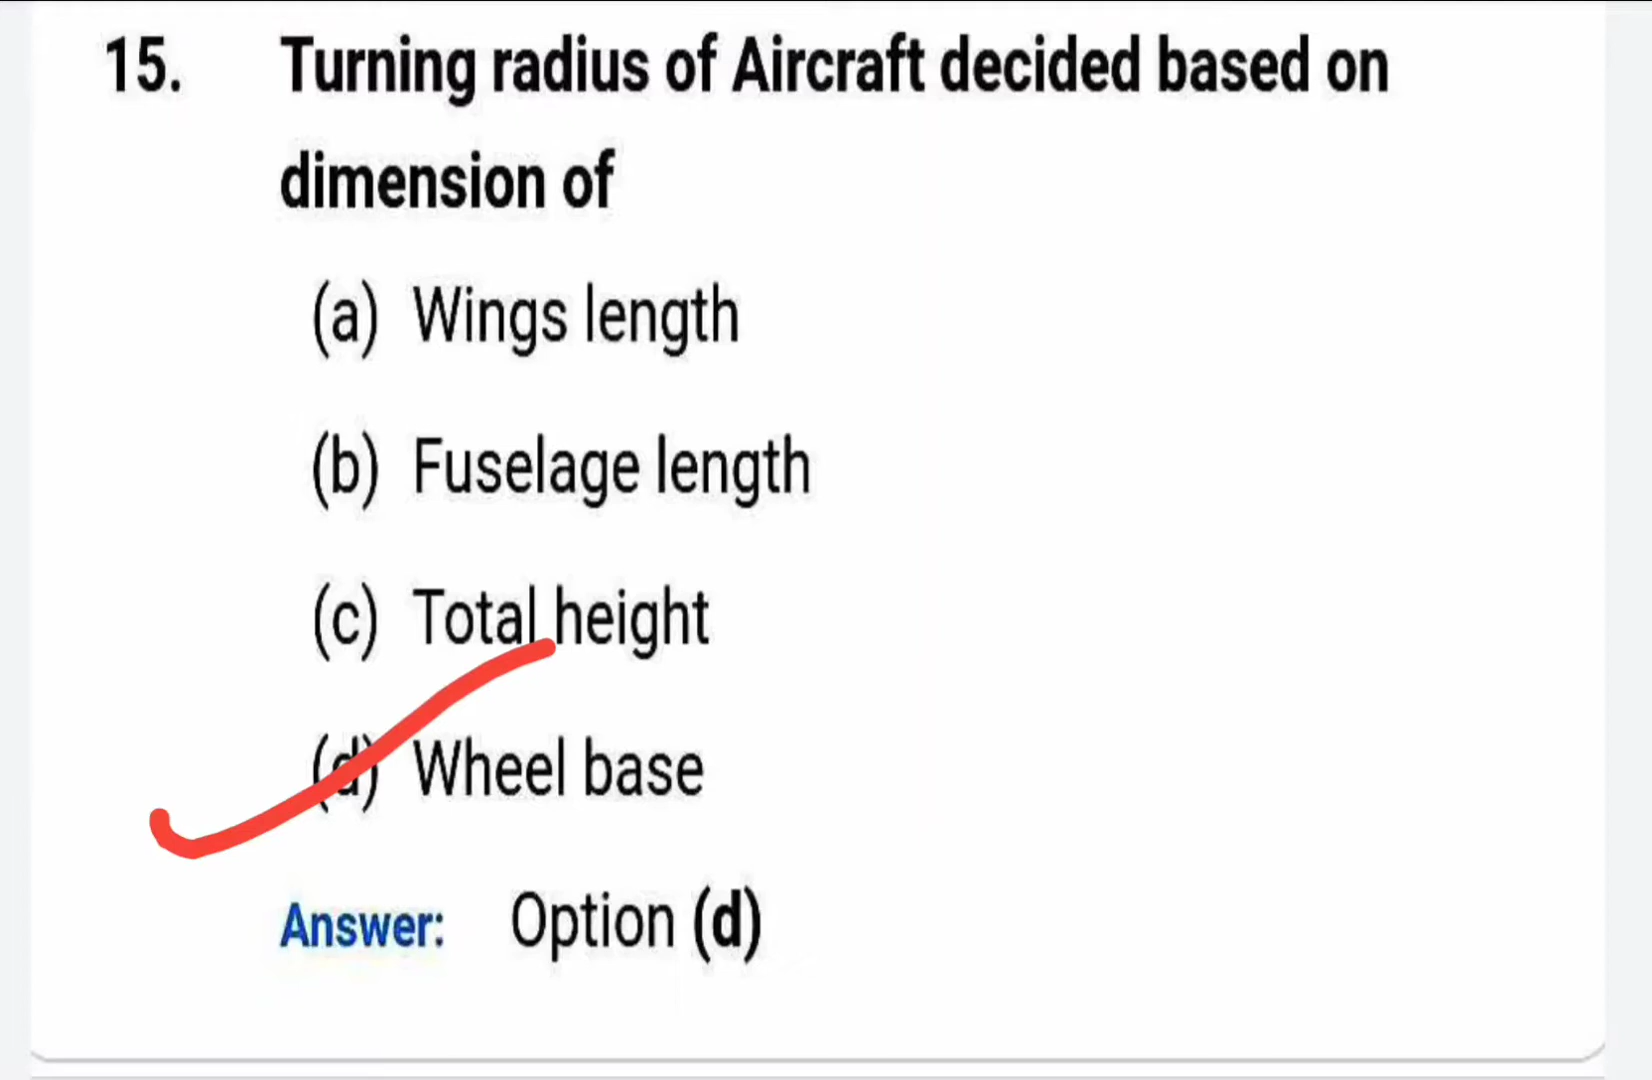 15. Turning radius of Aircraft decided based on
dimension of
(a) Wings length
(b) Fuselage length
(c) Total height
(d) Wheel base
Answer: Option (d)